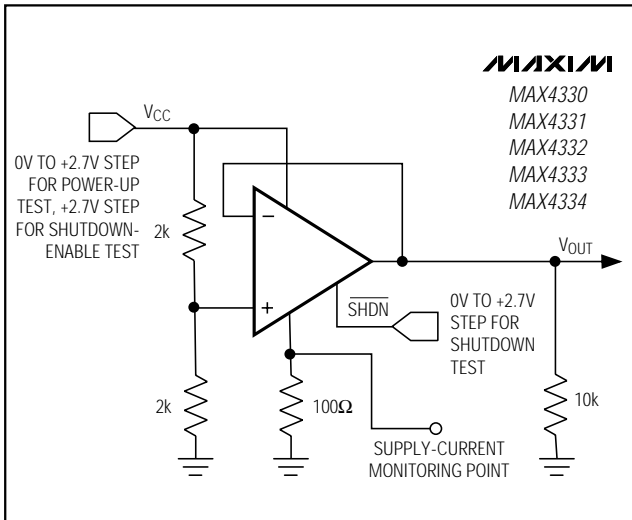 MAXIM
MAX4330
MAX4331
MAX4332
MAX4333
MAX4334
VCC
0V TO +2.7V STEP
FOR POWER-UP
TEST, +2.7V STEP
FOR SHUTDOWN-
ENABLE TEST
2k
−
+
SHDN
VOUT
0V TO +2.7V
STEP FOR
SHUTDOWN
TEST
2k
100Ω
10k
SUPPLY-CURRENT
MONITORING POINT